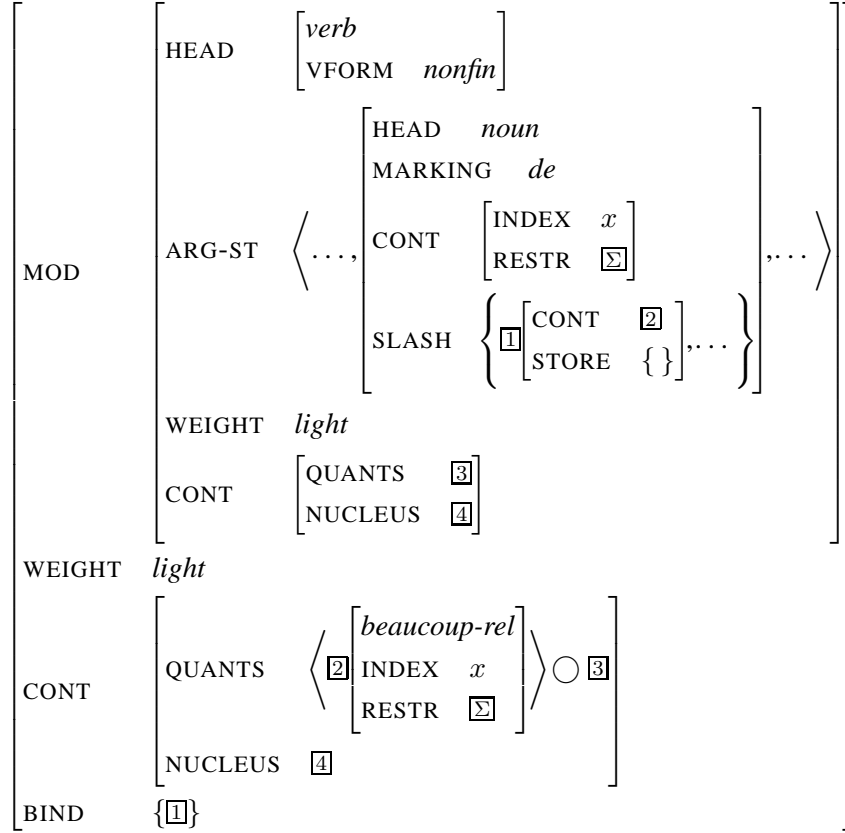 HEAD [verb
VFORM nonfin]
HEAD noun
MARKING de
MOD ARG-ST ⟨..., CONT [INDEX x
RESTR Σ] ,...⟩
SLASH {1 [CONT 2
STORE { }],...}
WEIGHT light
CONT [QUANTS 3
NUCLEUS 4]
WEIGHT light
CONT QUANTS ⟨2 [beaucoup-rel
INDEX x
RESTR Σ]⟩ ○ 3
NUCLEUS 4
BIND {1}